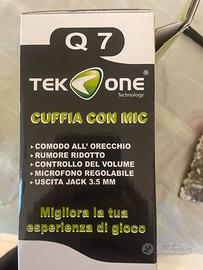 Q 7
TEK ONE®
Technology
CUFFIA CON MIC
▸COMODO ALL' ORECCHIO
▸RUMORE RIDOTTO
▸CONTROLLO DEL VOLUME
▸MICROFONO REGOLABILE
▸USCITA JACK 3.5 MM
Migliora la tua
esperienza di gioco
subito